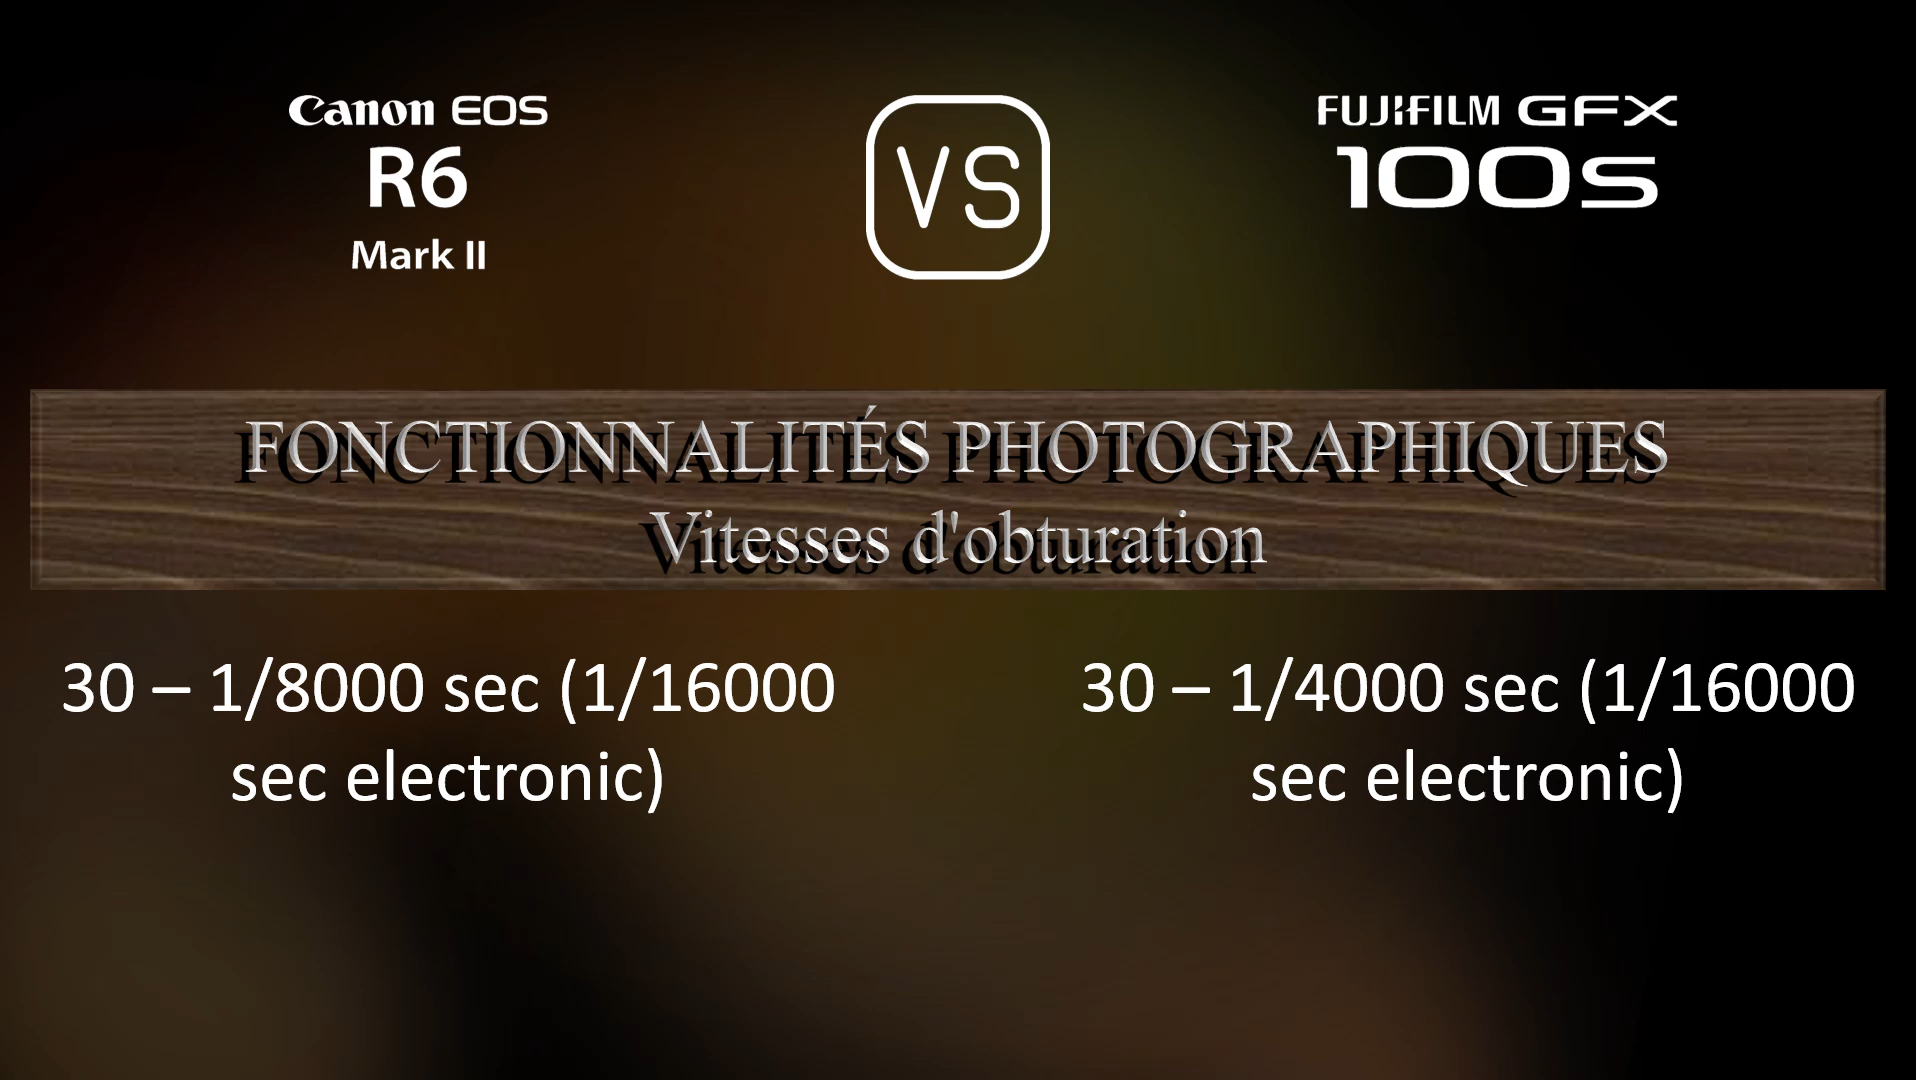 Canon EOS
R6
Mark II
VS
FUJIFILM GFX
100s
FONCTIONNALITÉS PHOTOGRAPHIQUES
Vitesses d'obturation
30 – 1/8000 sec (1/16000
sec electronic)
30 – 1/4000 sec (1/16000
sec electronic)